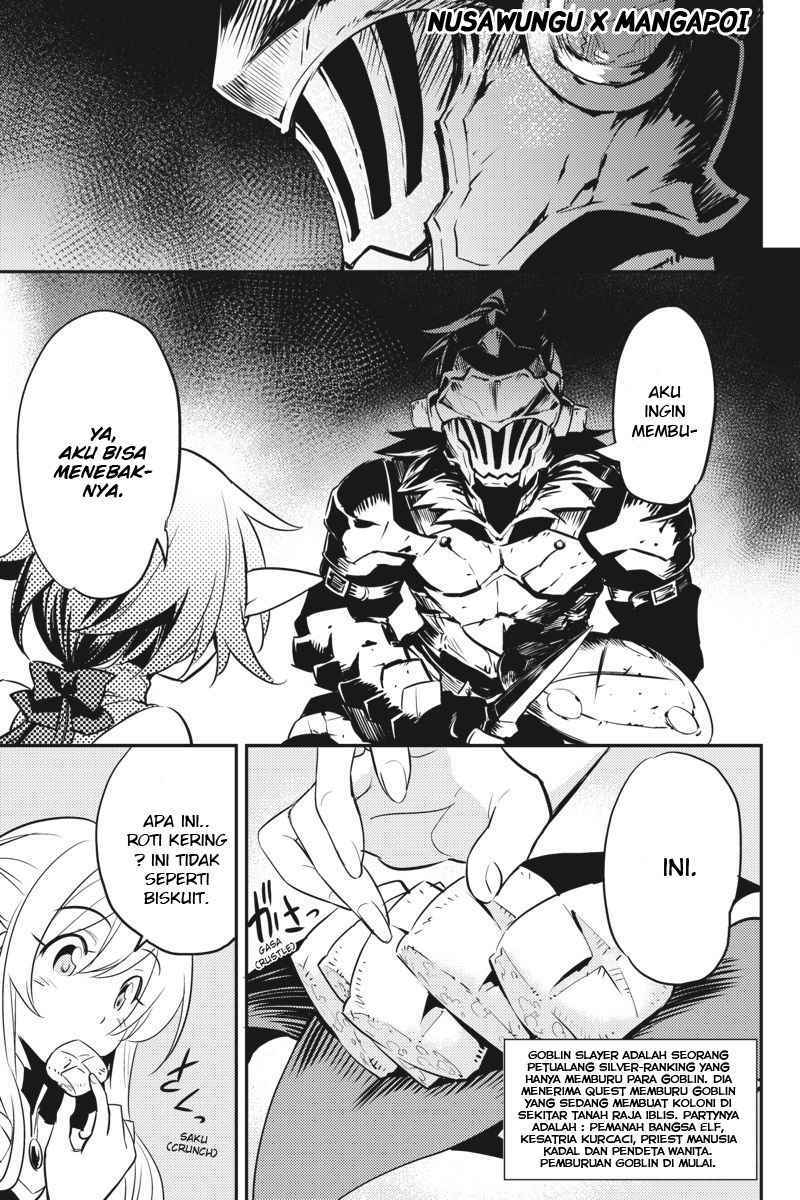 NUSAWUNGU X MANGAPOI
AKU
INGIN
MEMBU-
YA,
AKU BISA
MENEBAK-
NYA.
INI.
ガさっ
GASA
(RUSTLE)
GOBLIN SLAYER ADALAH SEORANG
PETUALANG SILVER-RANKING YANG
HANYA MEMBURU PARA GOBLIN. DIA
MENERIMA QUEST MEMBURU GOBLIN
YANG SEDANG MEMBUAT KOLONI DI
SEKITAR TANAH RAJA IBLIS. PARTYNYA
ADALAH : PEMANAH BANGSA ELF,
KESATRIA KURCACI, PRIEST MANUSIA
KADAL DAN PENDETA WANITA.
PEMBURUAN GOBLIN DI MULAI.
APA INI..
ROTI KERING
? INI TIDAK
SEPERTI
BISKUIT.
さく
SAKU
(CRUNCH)